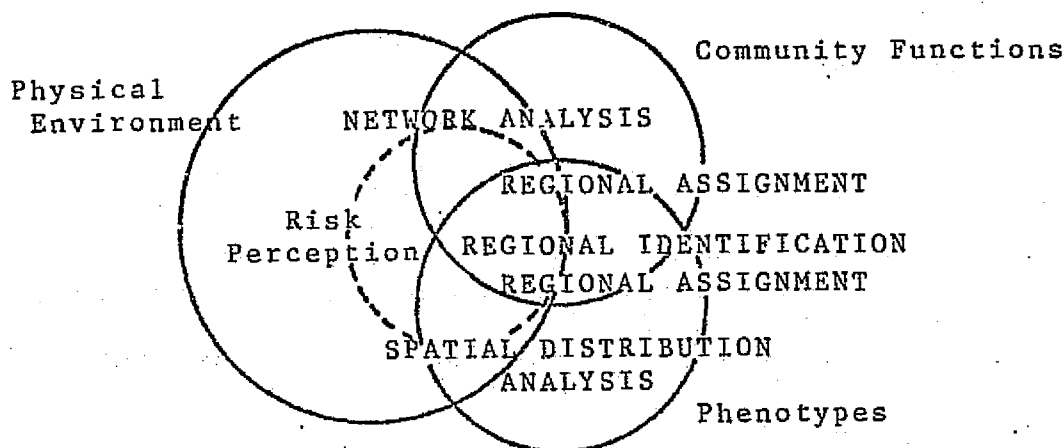 Community Functions
Physical
Environment
NETWORK ANALYSIS
REGIONAL ASSIGNMENT
Risk
Perception
REGIONAL IDENTIFICATION
REGIONAL ASSIGNMENT
SPATIAL DISTRIBUTION
ANALYSIS
Phenotypes